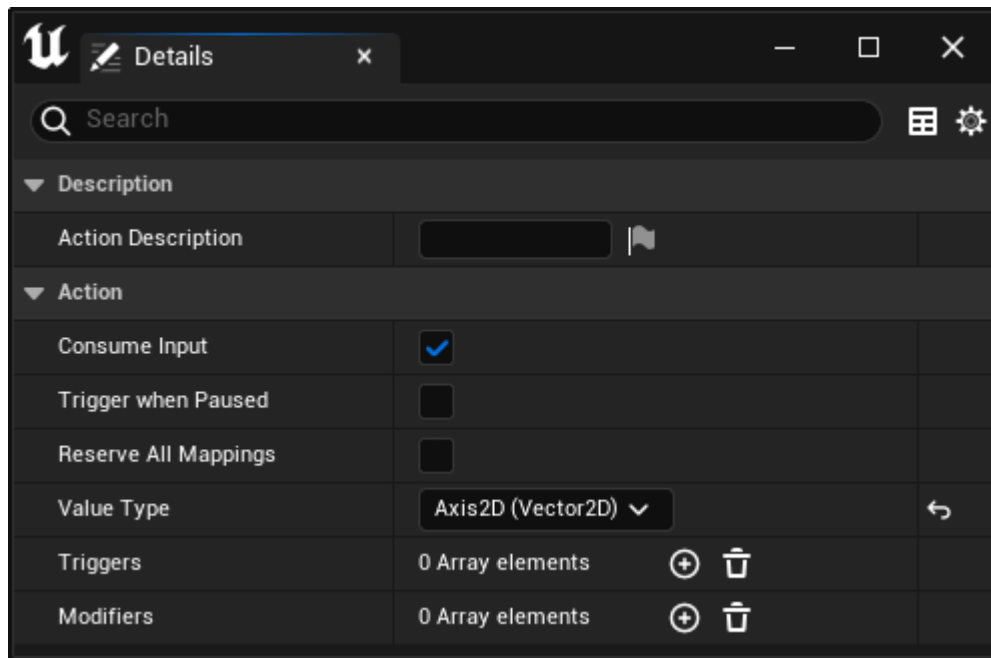 Details
Search
Description
Action Description
Action
Consume Input
Trigger when Paused
Reserve All Mappings
Value Type Axis2D (Vector2D)
Triggers 0 Array elements
Modifiers 0 Array elements